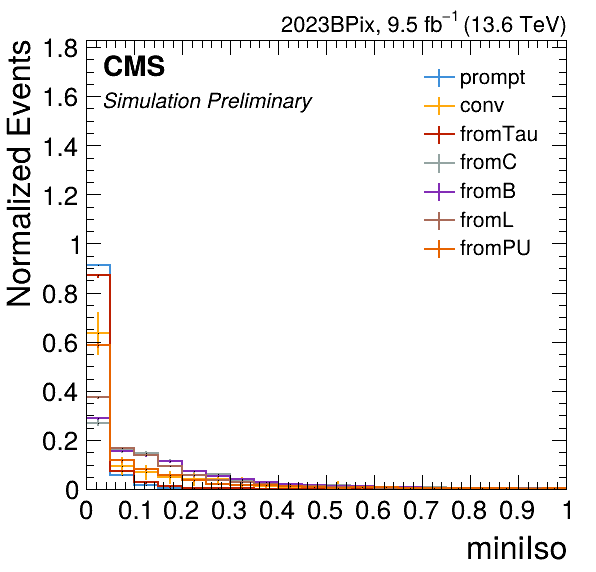 2023BPix, 9.5 fb⁻¹ (13.6 TeV)
CMS
Simulation Preliminary
prompt
conv
fromTau
fromC
fromB
fromL
fromPU
Normalized Events
1.8
1.6
1.4
1.2
1
0.8
0.6
0.4
0.2
0
0 0.1 0.2 0.3 0.4 0.5 0.6 0.7 0.8 0.9 1
miniIso